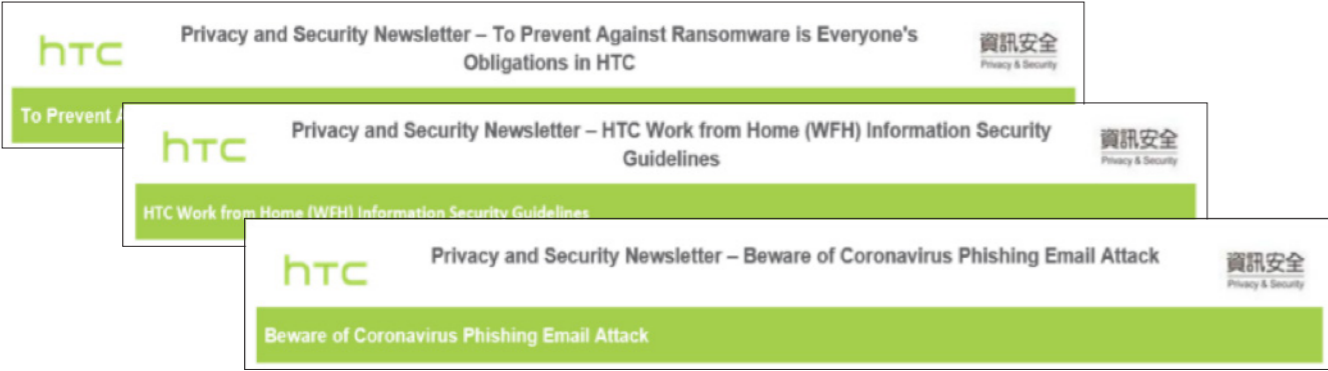 hTC
Privacy and Security Newsletter – To Prevent Against Ransomware is Everyone's
Obligations in HTC
資訊安全
Privacy & Security
To Prevent
hTC
Privacy and Security Newsletter – HTC Work from Home (WFH) Information Security
Guidelines
資訊安全
Privacy & Security
HTC Work from Home (WFH) Information Security Guidelines
hTC
Privacy and Security Newsletter – Beware of Coronavirus Phishing Email Attack
資訊安全
Privacy & Security
Beware of Coronavirus Phishing Email Attack